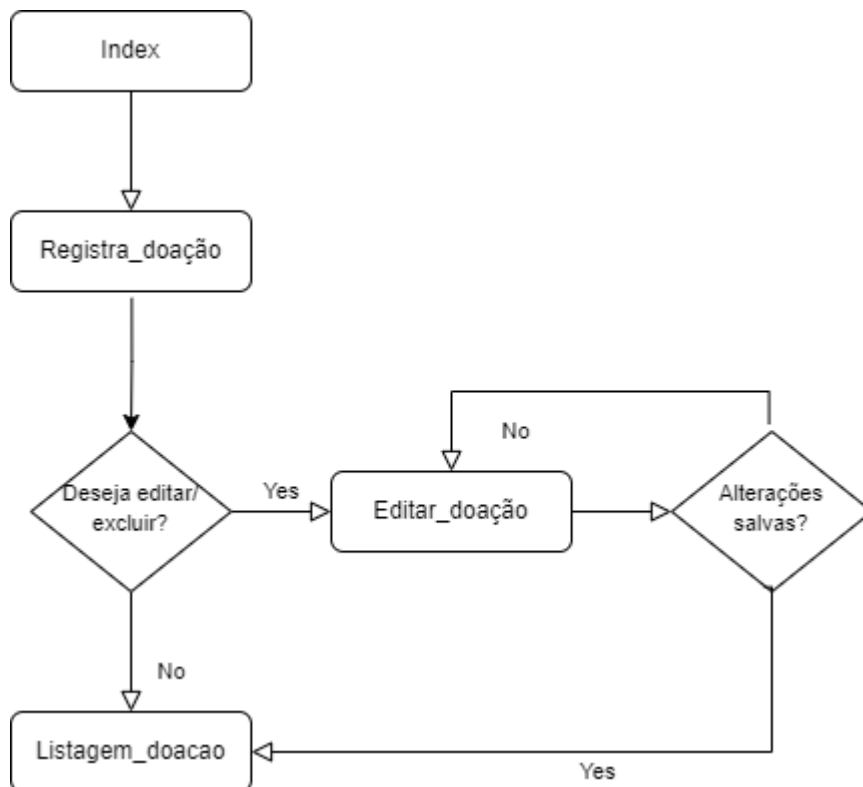 Index
Registra_doação
No
Deseja editar/
excluir?
Yes
Editar_doação
Alterações
salvas?
No
Listagem_doacao
Yes